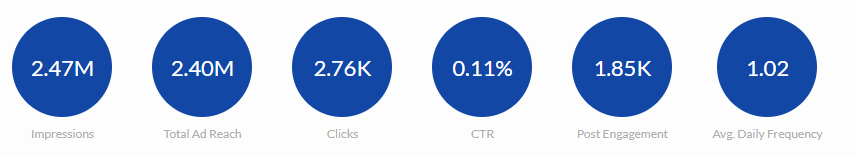 2.47M
2.40M
2.76K
0.11%
1.85K
1.02
Impressions
Total Ad Reach
Clicks
CTR
Post Engagement
Avg. Daily Frequency